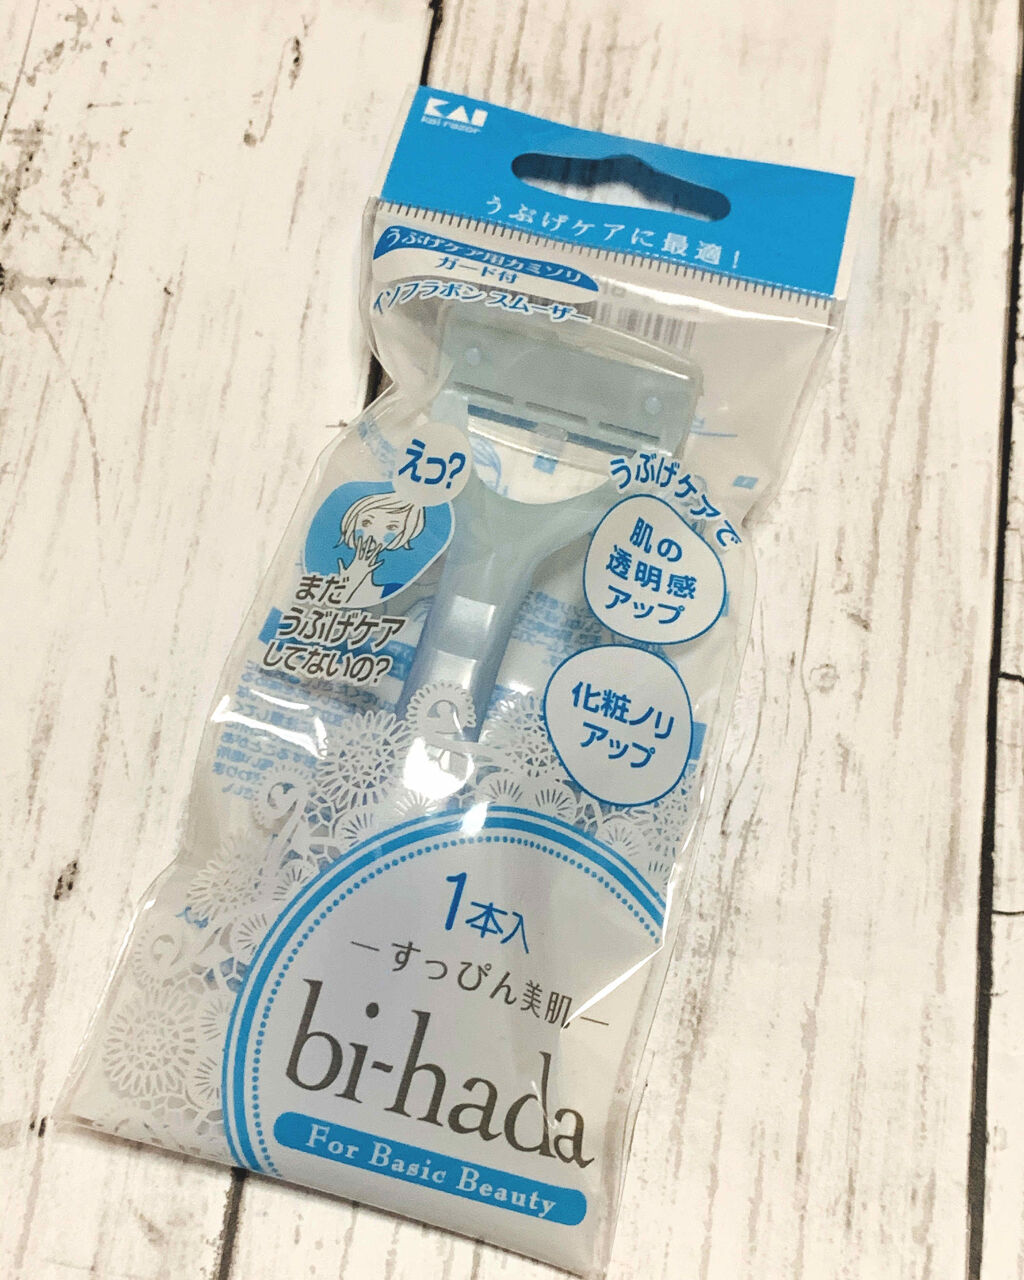 KAI
kai razor
うぶげケアに最適！
うぶげケア用カミソリ
ガード付
イソフラボンスムーザー
えっ？
まだ
うぶげケア
してないの？
うぶげケアで
肌の
透明感
アップ
化粧ノリ
アップ
1本入
—すっぴん美肌—
bi-hada
For Basic Beauty